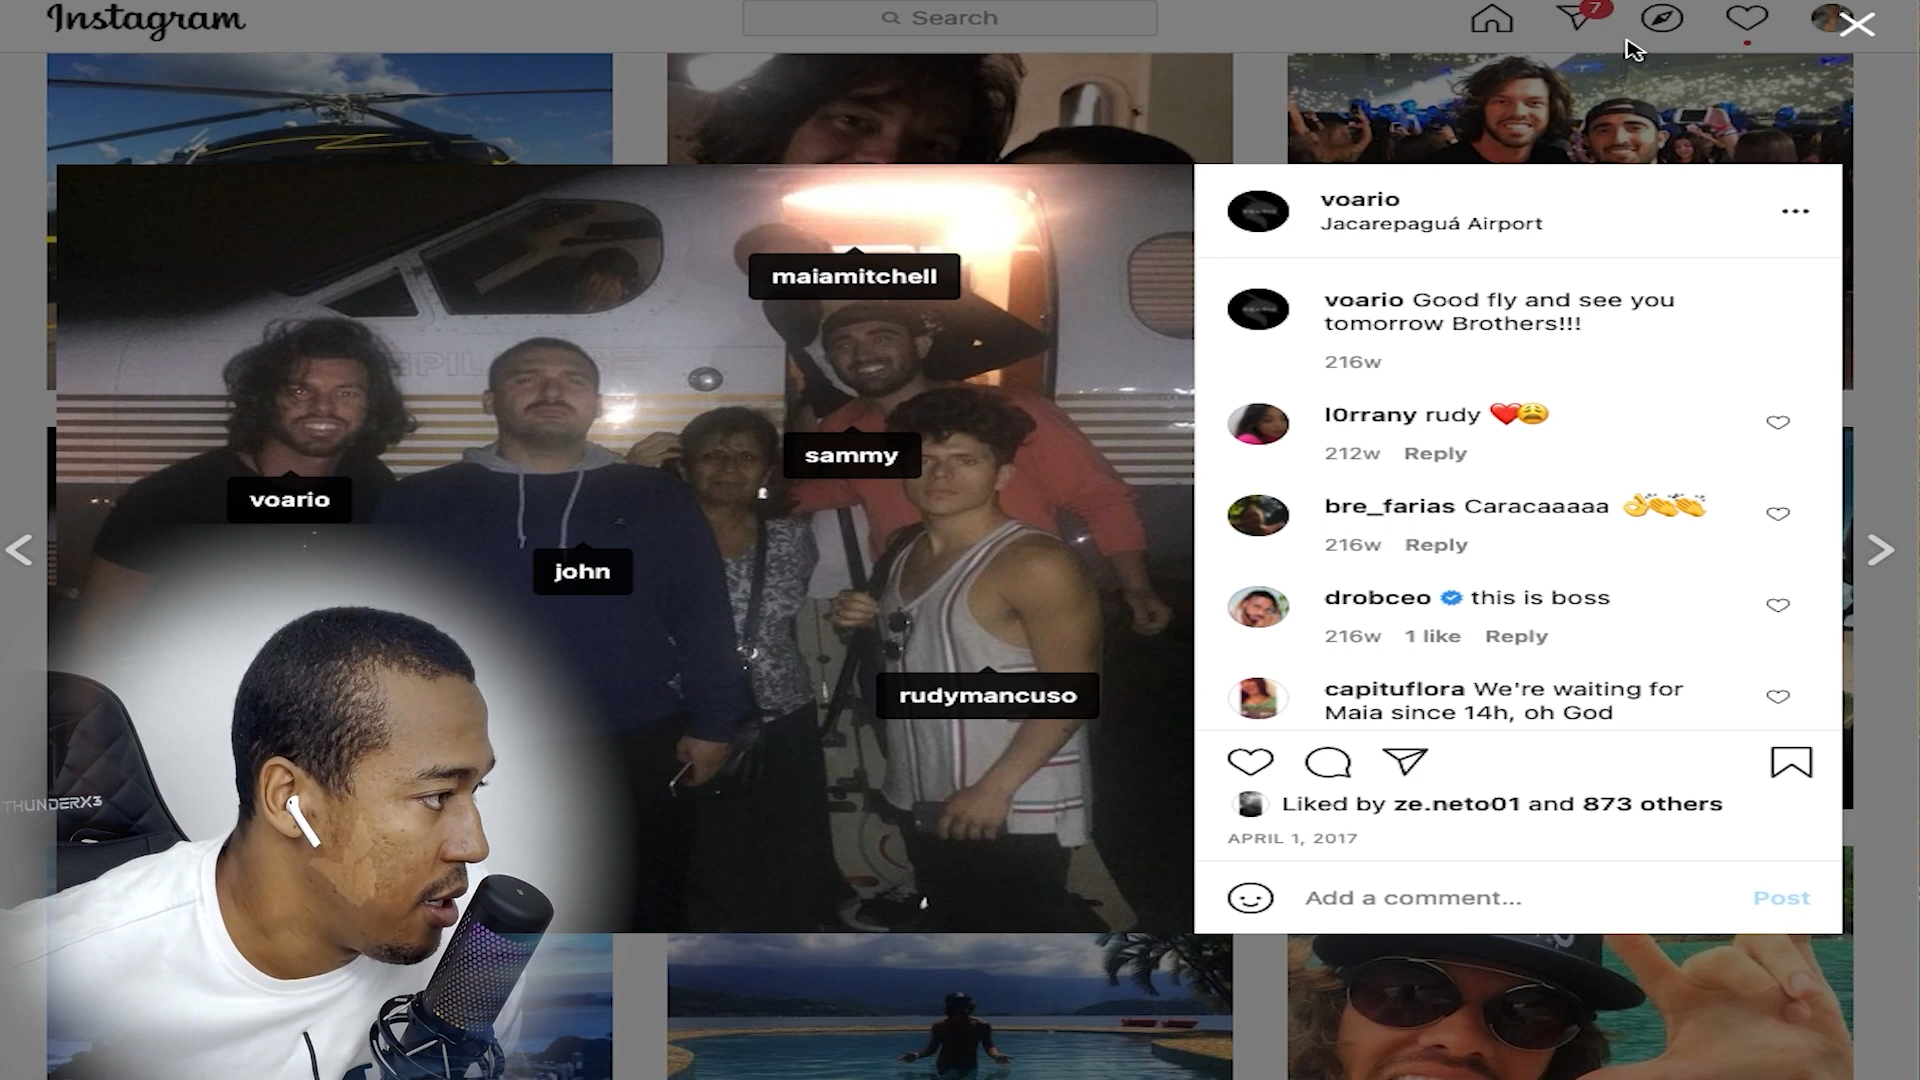 Instagram
Search
7
voario
Jacarepaguá Airport
voario Good fly and see you
tomorrow Brothers!!!
216w
l0rrany rudy ❤️😩
212w Reply
bre_farias Caracaaaaa 👌👏👏
216w Reply
drobceo this is boss
216w 1 like Reply
capituflora We're waiting for
Maia since 14h, oh God
Liked by ze.neto01 and 873 others
APRIL 1, 2017
Add a comment...
Post
maiamitchell
sammy
voario
john
rudymancuso
THUNDERX3